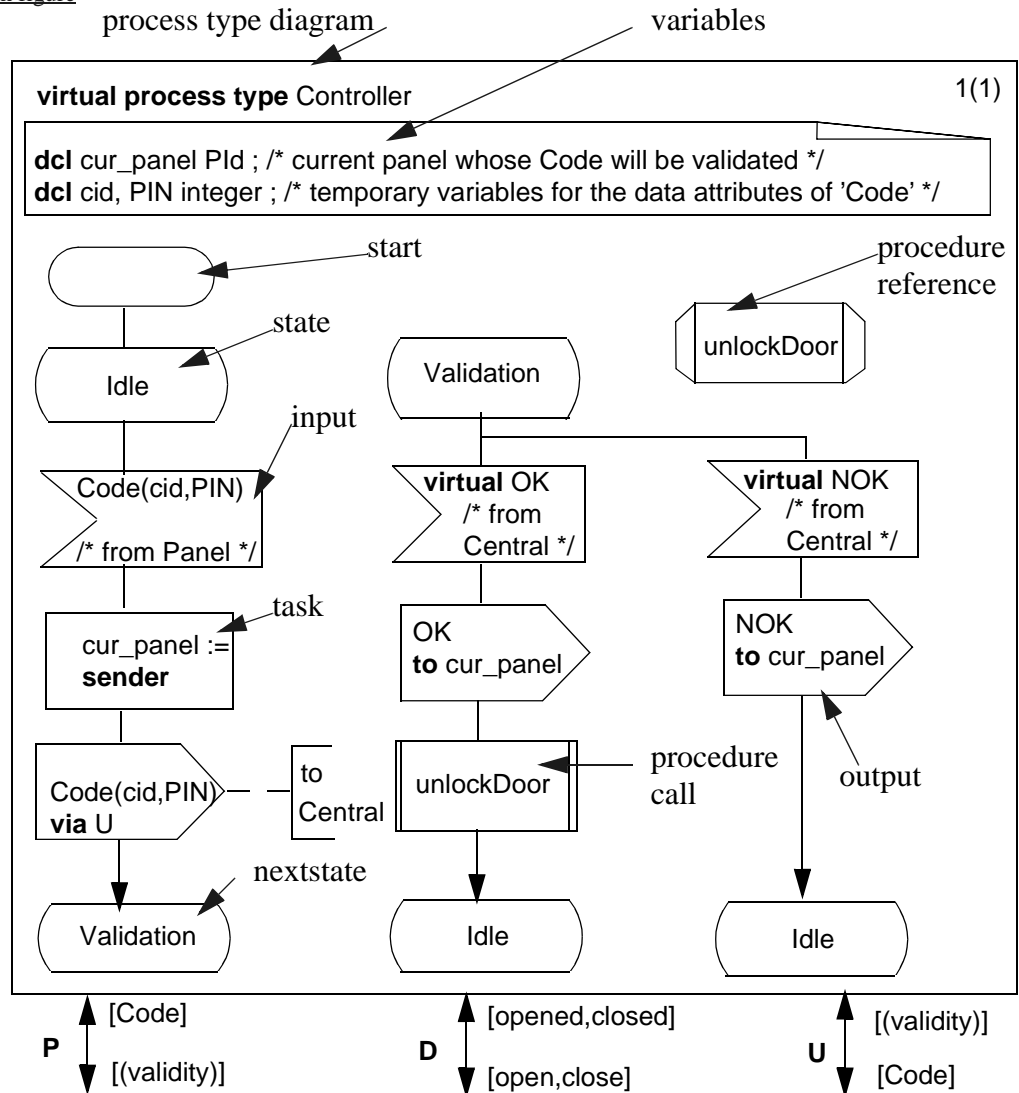 process type diagram
variables
virtual process type Controller
1(1)
dcl cur_panel PId ; /* current panel whose Code will be validated */
dcl cid, PIN integer ; /* temporary variables for the data attributes of ’Code’ */
start
procedure
reference
state
unlockDoor
Idle
Validation
input
Code(cid,PIN)
/* from Panel */
virtual OK
/* from
Central */
virtual NOK
/* from
Central */
task
cur_panel :=
sender
OK
to cur_panel
NOK
to cur_panel
Code(cid,PIN)
via U
to
Central
unlockDoor
procedure
call
output
nextstate
Validation
Idle
Idle
P
[Code]
[(validity)]
D
[opened,closed]
[open,close]
U
[(validity)]
[Code]